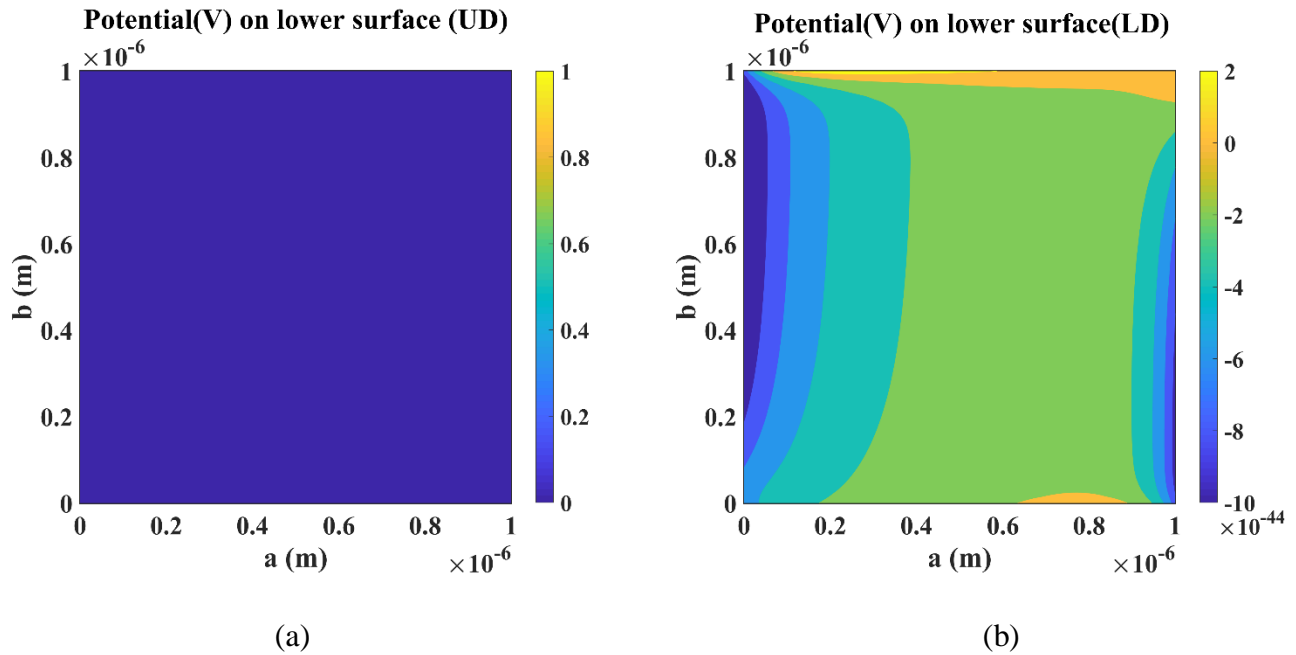 Potential(V) on lower surface (UD)
×10⁻⁶
1
0.8
0.6
0.4
0.2
0
b (m)
0 0.2 0.4 0.6 0.8 1
a (m) ×10⁻⁶
1
0.8
0.6
0.4
0.2
0
(a)
Potential(V) on lower surface(LD)
×10⁻⁶
1
0.8
0.6
0.4
0.2
0
b (m)
0 0.2 0.4 0.6 0.8 1
a (m) ×10⁻⁶
2
0
-2
-4
-6
-8
-10
×10⁻⁴⁴
(b)